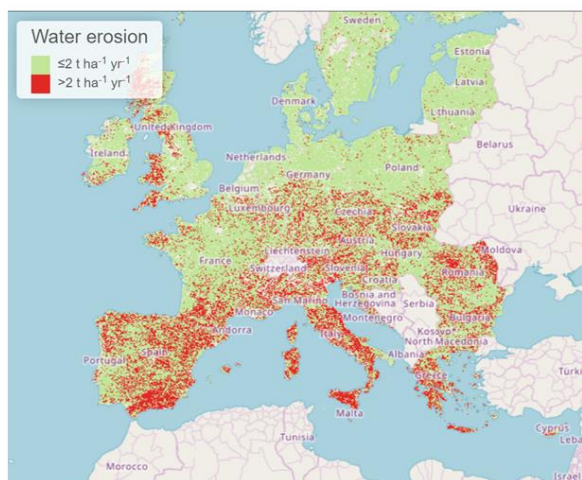 Water erosion
≤2 t ha⁻¹ yr⁻¹
>2 t ha⁻¹ yr⁻¹
Sweden
Estonia
Latvia
Denmark
Lithuania
United Kingdom
Ireland
Belarus
Netherlands
Poland
Germany
Belgium
Ukraine
Luxembourg
Czechia
Slovakia
Moldova
Austria
Liechtenstein
Hungary
France
Switzerland
Slovenia
Romania
Croatia
San Marino
Bosnia and
Herzegovina
Serbia
Monaco
Montenegro
Bulgaria
Andorra
Italy
Kosovo
North Macedonia
Albania
Portugal
Spain
Greece
Türki
Malta
Cyprus
Tunisia
Leba
Morocco
Israel